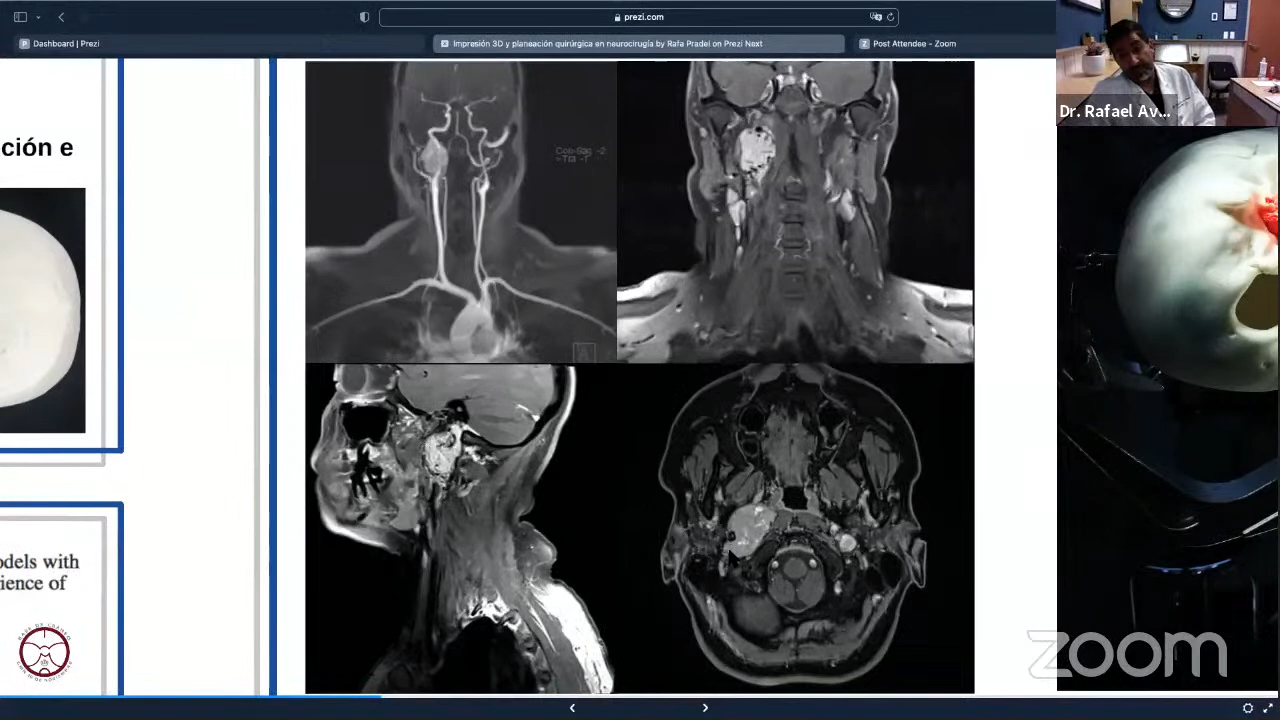 prezi.com
Dashboard | Prezi
Impresión 3D y planeación quirúrgica en neurocirugía by Rafa Pradel on Prezi Next
Post Attendee - Zoom
Dr. Rafael Av...
ción e
odels with
ience of
zoom